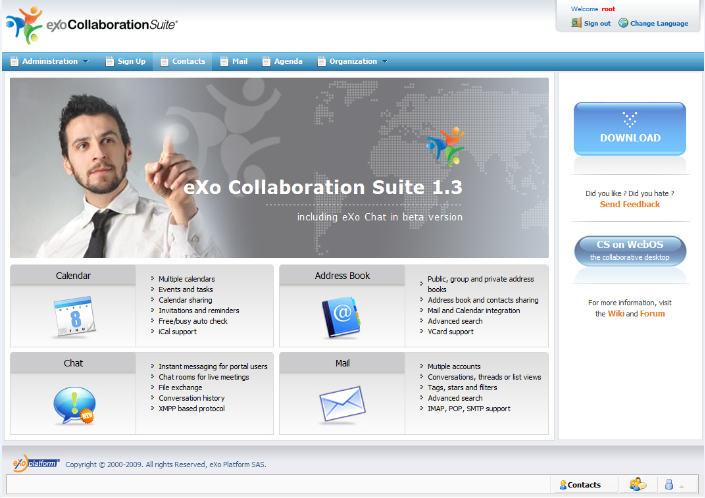 eXo CollaborationSuite
Welcome root
Sign out Change Language
Administration Sign Up Contacts Mail Agenda Organization
eXo Collaboration Suite 1.3
including eXo Chat in beta version
DOWNLOAD
Did you like ? Did you hate ?
Send Feedback
CS on WebOS
the collaborative desktop
For more information, visit
the Wiki and Forum
Calendar
Multiple calendars
Events and tasks
Calendar sharing
Invitations and reminders
Free/busy auto check
iCal support
Address Book
Public, group and private address
books
Address book and contacts sharing
Mail and Calendar integration
Advanced search
VCard support
Chat
Instant messaging for portal users
Chat rooms for live meetings
File exchange
Conversation history
XMPP based protocol
Mail
Mutiple accounts
Conversations, threads or list views
Tags, stars and filters
Advanced search
IMAP, POP, SMTP support
eXo platform Copyright © 2000-2009. All rights Reserved, eXo Platform SAS.
Contacts